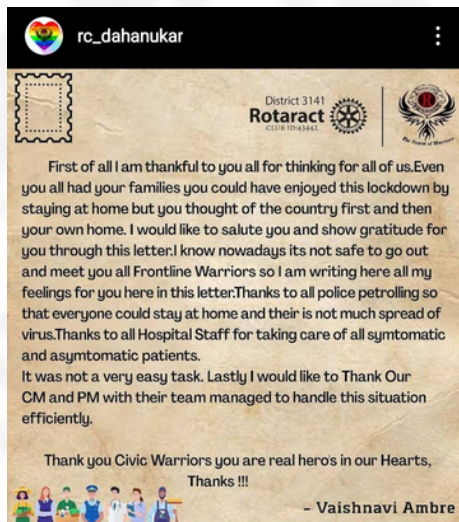 rc_dahanukar
District 3141
Rotaract
CLUB ID:43442
R
The Realm of Warriors
First of all I am thankful to you all for thinking for all of us.Even
you all had your families you could have enjoyed this lockdown by
staying at home but you thought of the country first and then
your own home. I would like to salute you and show gratitude for
you through this letter.I know nowadays its not safe to go out
and meet you all Frontline Warriors so I am writing here all my
feelings for you here in this letter.Thanks to all police petrolling so
that everyone could stay at home and their is not much spread of
virus.Thanks to all Hospital Staff for taking care of all symtomatic
and asymtomatic patients.
It was not a very easy task. Lastly I would like to Thank Our
CM and PM with their team managed to handle this situation
efficiently.
Thank you Civic Warriors you are real hero's in our Hearts,
Thanks !!!
- Vaishnavi Ambre